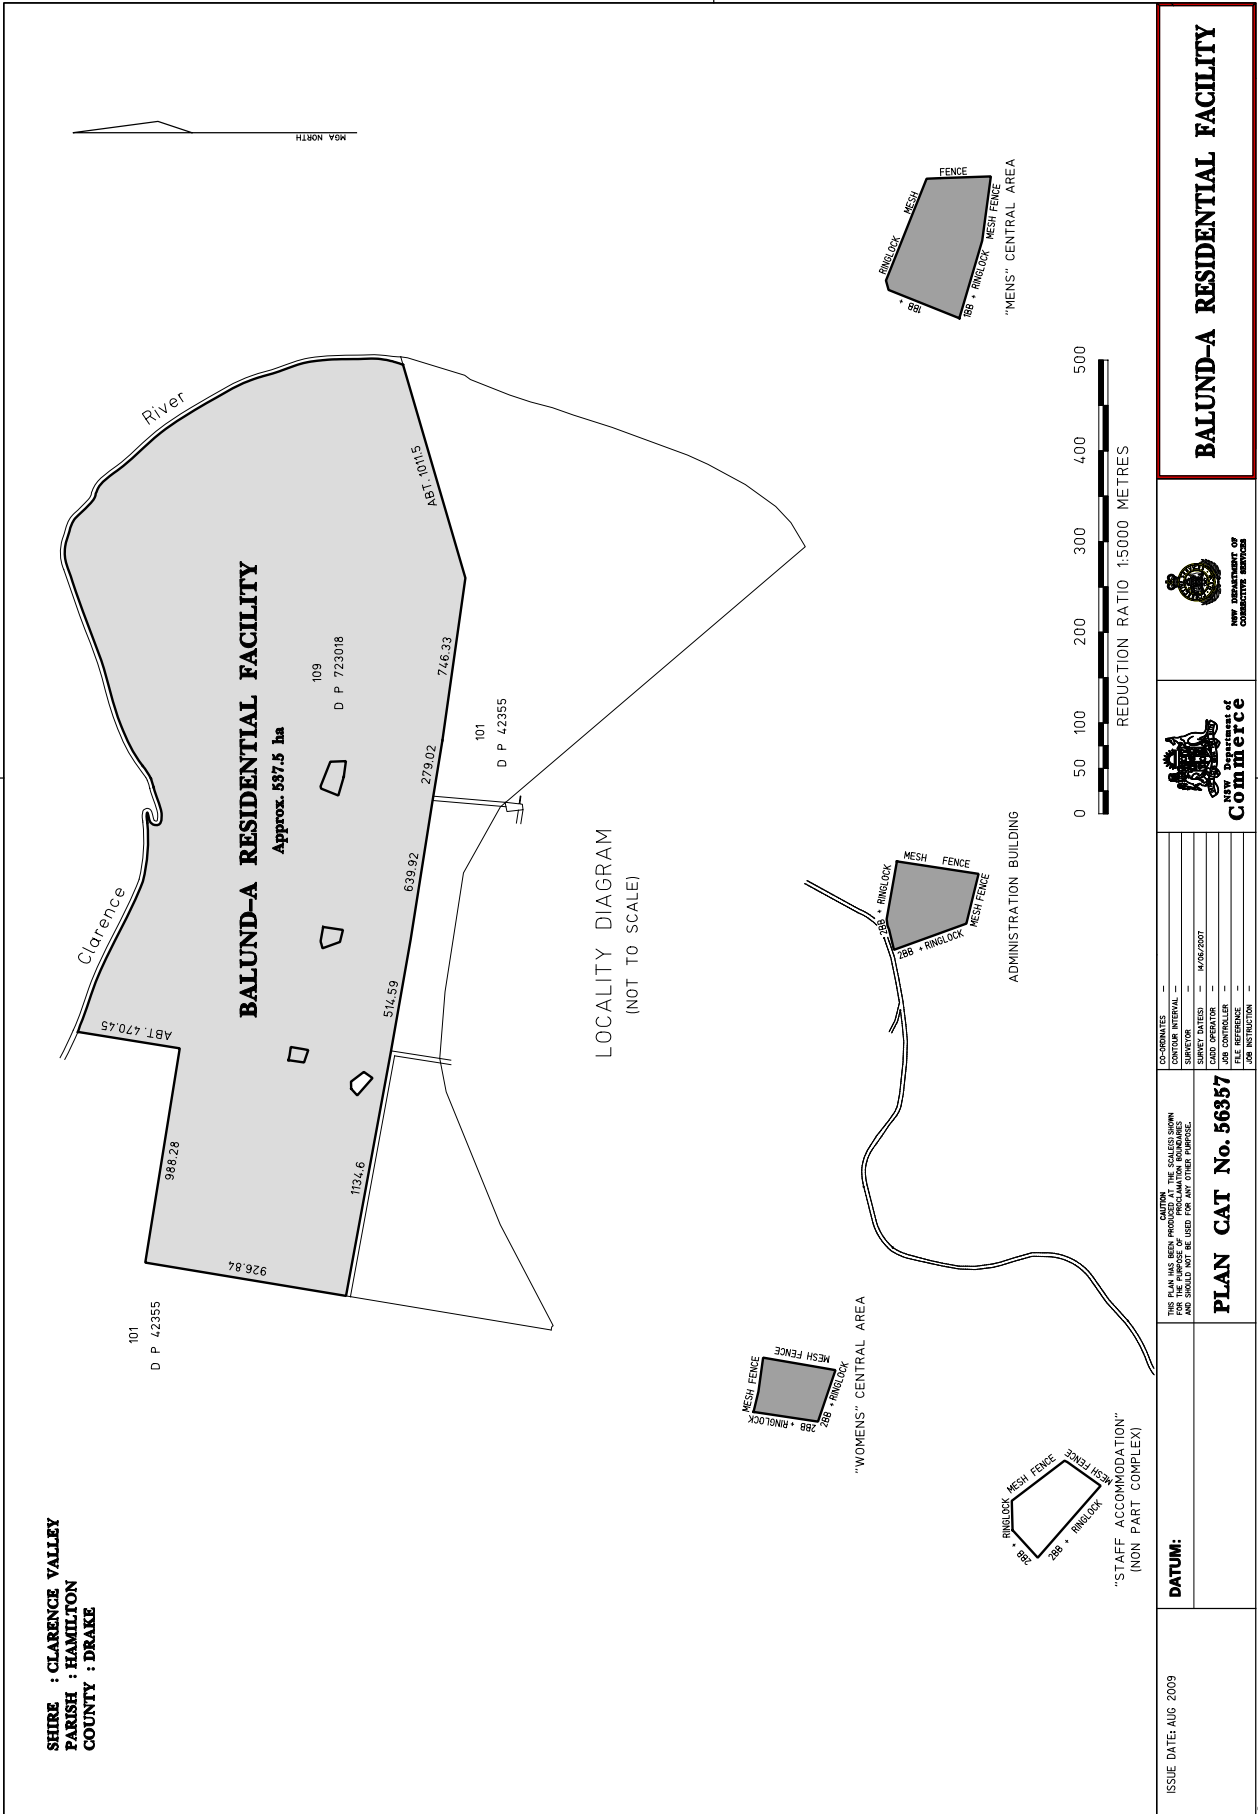 SHIRE : CLARENCE VALLEY
PARISH : HAMILTON
COUNTY : DRAKE
MGA NORTH
Clarence
River
101
D P 42355
926.84
988.28
ABT. 470.45
1134.6
514.59
639.92
279.02
746.33
ABT. 1011.5
BALUND-A RESIDENTIAL FACILITY
Approx. 537.5 ha
109
D P 723018
101
D P 42355
LOCALITY DIAGRAM
(NOT TO SCALE)
MESH FENCE
MESH FENCE
2BB + RINGLOCK
2BB + RINGLOCK
"WOMENS" CENTRAL AREA
2BB + RINGLOCK
MESH FENCE
MESH FENCE
2BB + RINGLOCK
"STAFF ACCOMMODATION"
(NON PART COMPLEX)
2BB + RINGLOCK
MESH FENCE
MESH FENCE
2BB + RINGLOCK
ADMINISTRATION BUILDING
1BB + RINGLOCK MESH FENCE
MESH FENCE
1BB + RINGLOCK
"MENS" CENTRAL AREA
0 50 100 200 300 400 500
REDUCTION RATIO 1:5000 METRES
ISSUE DATE: AUG 2009
DATUM:
CAUTION
THIS PLAN HAS BEEN PRODUCED AT THE SCALE(S) SHOWN
FOR THE PURPOSE OF PROCLAMATION BOUNDARIES
AND SHOULD NOT BE USED FOR ANY OTHER PURPOSE.
PLAN CAT No. 56357
CO-ORDINATES –
CONTOUR INTERVAL –
SURVEYOR –
SURVEY DATE(S) – 14/06/2007
CADD OPERATOR –
JOB CONTROLLER –
FILE REFERENCE –
JOB INSTRUCTION –
NSW Department of
Commerce
NSW DEPARTMENT OF
CORRECTIVE SERVICES
BALUND-A RESIDENTIAL FACILITY